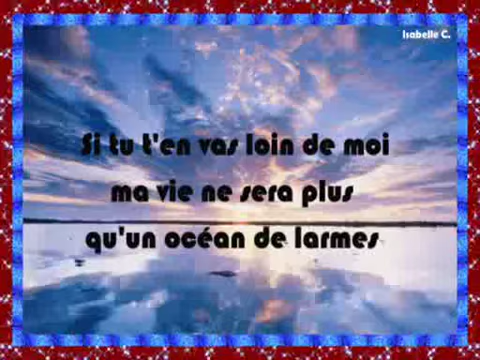 Isabelle C.
Si tu t'en vas loin de moi
ma vie ne sera plus
qu'un océan de larmes